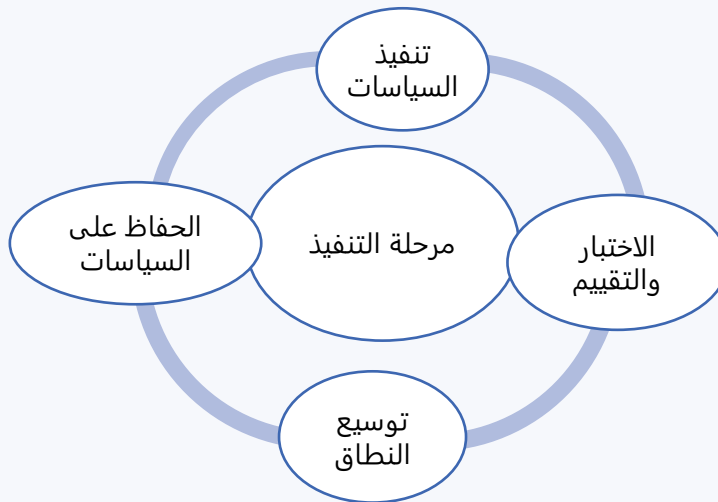 تنفيذ
السياسات
الحفاظ على
السياسات
مرحلة التنفيذ
الاختبار
والتقييم
توسيع
النطاق